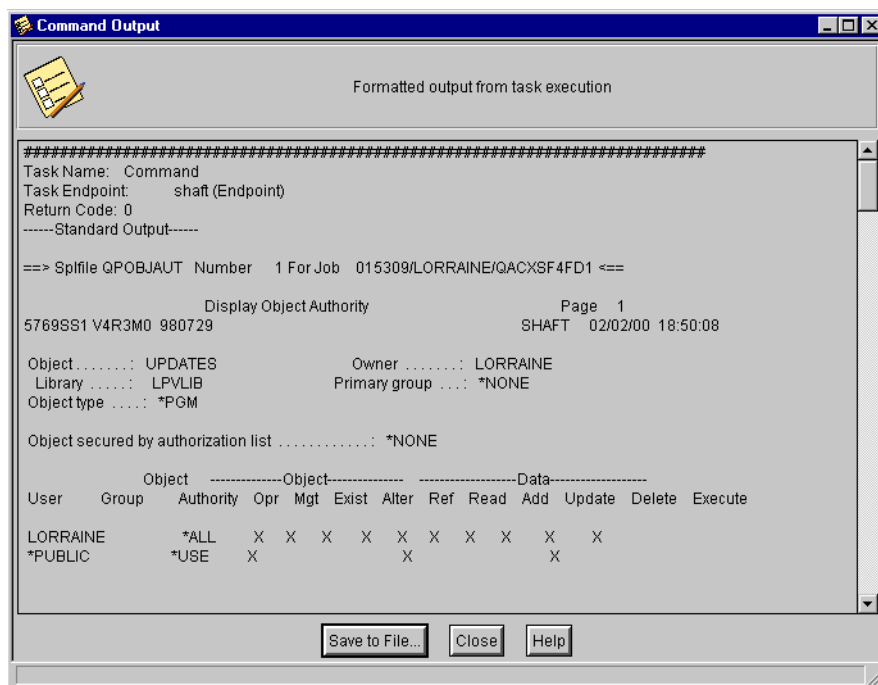 Command Output
Formatted output from task execution
##########################################################################
Task Name: Command
Task Endpoint: shaft (Endpoint)
Return Code: 0
------Standard Output------
==> Splfile QPOBJAUT Number 1 For Job 015309/LORRAINE/QACXSF4FD1 <==
Display Object Authority Page 1
5769SS1 V4R3M0 980729 SHAFT 02/02/00 18:50:08
Object . . . . . . . : UPDATES Owner . . . . . . . : LORRAINE
Library . . . . . : LPVLIB Primary group . . . : *NONE
Object type . . . . : *PGM
Object secured by authorization list . . . . . . . . . . . . : *NONE
Object --------------Object--------------- -------------------Data-------------------
User Group Authority Opr Mgt Exist Alter Ref Read Add Update Delete Execute
LORRAINE *ALL X X X X X X X X X X
*PUBLIC *USE X X X
Save to File... Close Help